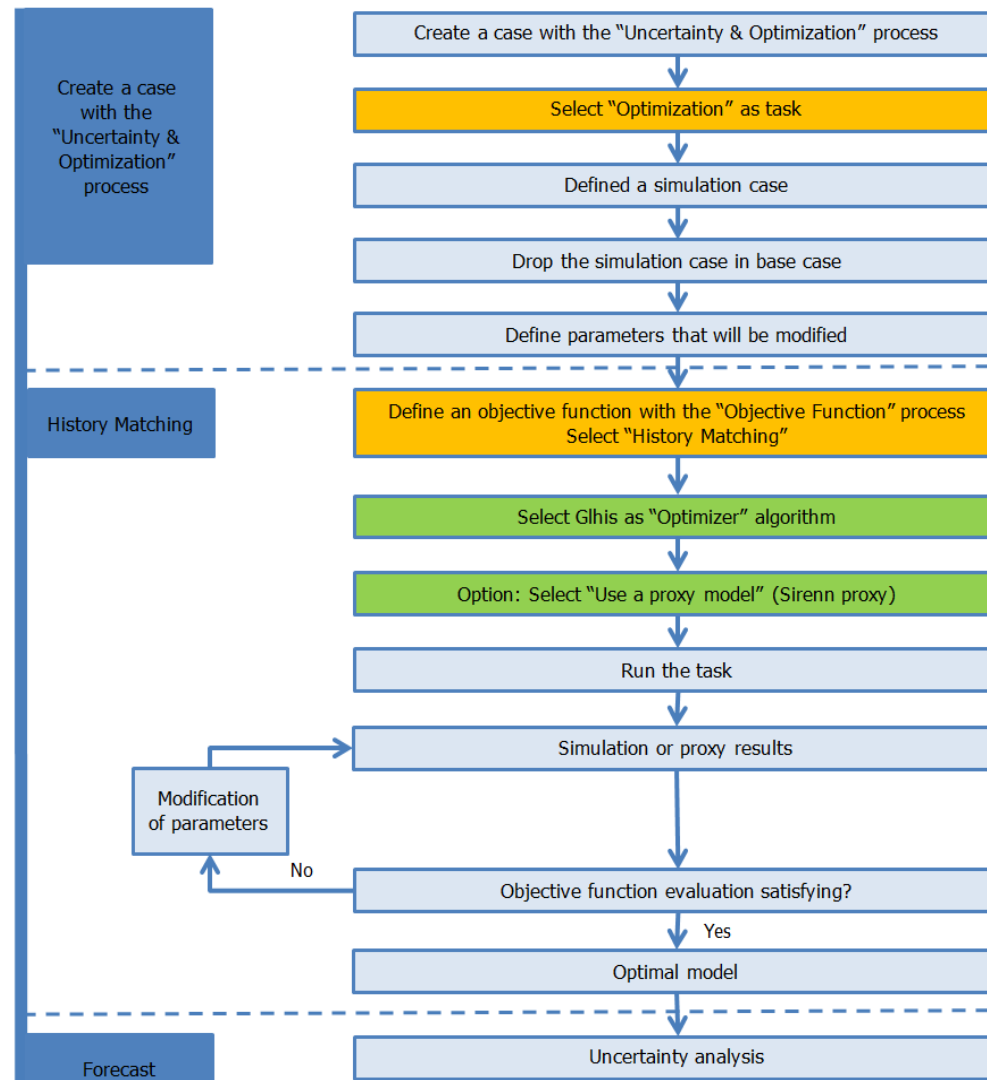 Create a case
with the
“Uncertainty &
Optimization”
process
Create a case with the “Uncertainty & Optimization” process
Select “Optimization” as task
Defined a simulation case
Drop the simulation case in base case
Define parameters that will be modified
History Matching
Define an objective function with the “Objective Function” process
Select “History Matching”
Select Glhis as “Optimizer” algorithm
Option: Select “Use a proxy model” (Sirenn proxy)
Run the task
Simulation or proxy results
Modification
of parameters
No
Objective function evaluation satisfying?
Yes
Optimal model
Forecast
Uncertainty analysis